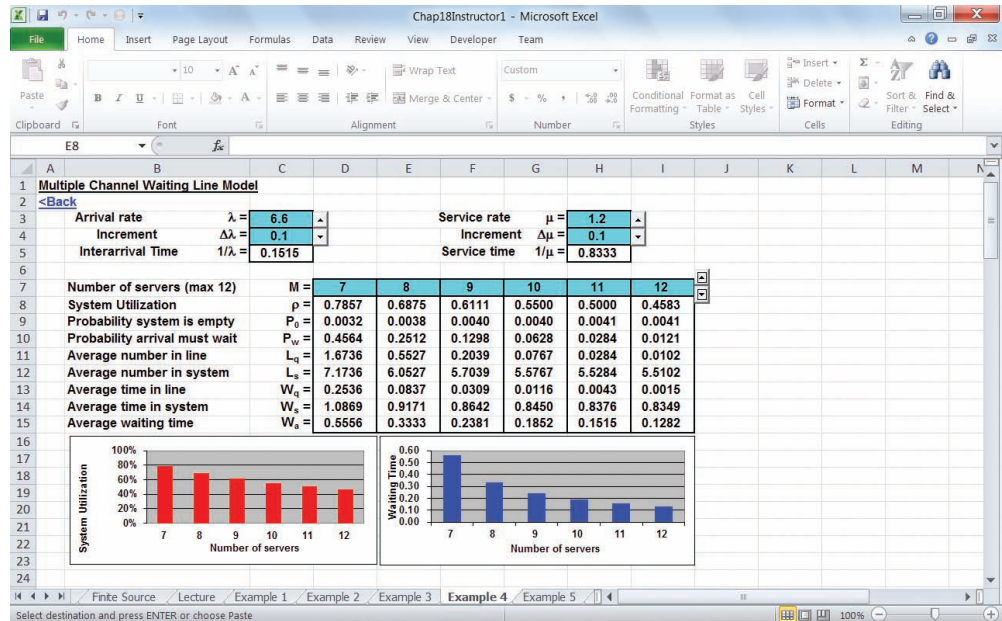 Chap18Instructor1 - Microsoft Excel
File Home Insert Page Layout Formulas Data Review View Developer Team
Paste
10
A A
Wrap Text
Custom
B I U
Merge & Center
$ % ,
Conditional Formatting
Format as Table
Cell Styles
Insert
Delete
Format
Σ
Sort & Filter
Find & Select
Clipboard Font Alignment Number Styles Cells Editing
E8 fx
A B C D E F G H I J K L M N
1 Multiple Channel Waiting Line Model
2 <Back
3 Arrival rate λ = 6.6 Service rate μ = 1.2
4 Increment Δλ = 0.1 Increment Δμ = 0.1
5 Interarrival Time 1/λ = 0.1515 Service time 1/μ = 0.8333
6
7 Number of servers (max 12) M = 7 8 9 10 11 12
8 System Utilization ρ = 0.7857 0.6875 0.6111 0.5500 0.5000 0.4583
9 Probability system is empty P0 = 0.0032 0.0038 0.0040 0.0040 0.0041 0.0041
10 Probability arrival must wait Pw = 0.4564 0.2512 0.1298 0.0628 0.0284 0.0121
11 Average number in line Lq = 1.6736 0.5527 0.2039 0.0767 0.0284 0.0102
12 Average number in system Ls = 7.1736 6.0527 5.7039 5.5767 5.5284 5.5102
13 Average time in line Wq = 0.2536 0.0837 0.0309 0.0116 0.0043 0.0015
14 Average time in system Ws = 1.0869 0.9171 0.8642 0.8450 0.8376 0.8349
15 Average waiting time Wa = 0.5556 0.3333 0.2381 0.1852 0.1515 0.1282
16
17
18
19
20
21
22
23
24
System Utilization
100%
80%
60%
40%
20%
0%
7 8 9 10 11 12
Number of servers
Waiting Time
0.60
0.50
0.40
0.30
0.20
0.10
0.00
7 8 9 10 11 12
Number of servers
Finite Source Lecture Example 1 Example 2 Example 3 Example 4 Example 5
Select destination and press ENTER or choose Paste
100%